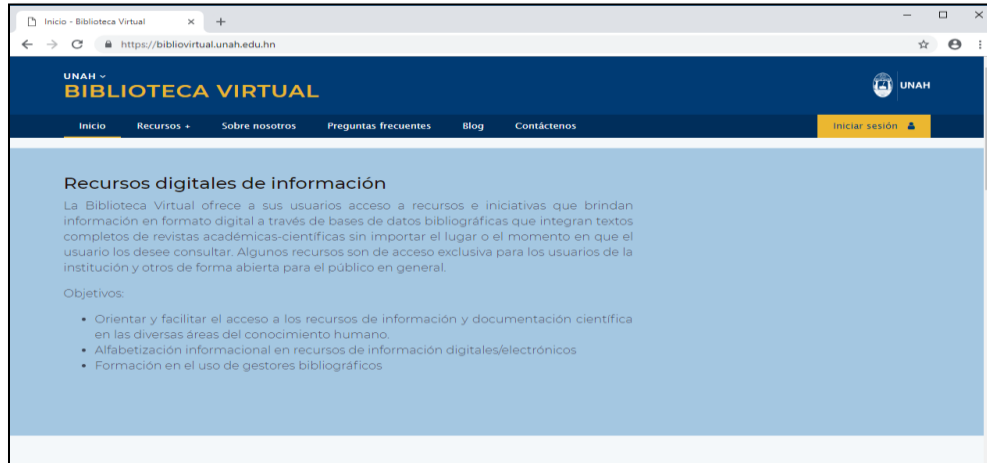 Inicio - Biblioteca Virtual
https://bibliovirtual.unah.edu.hn
UNAH
BIBLIOTECA VIRTUAL
UNAH
Inicio Recursos + Sobre nosotros Preguntas frecuentes Blog Contáctenos Iniciar sesión
Recursos digitales de información
La Biblioteca Virtual ofrece a sus usuarios acceso a recursos e iniciativas que brindan
información en formato digital a través de bases de datos bibliográficas que integran textos
completos de revistas académicas-científicas sin importar el lugar o el momento en que el
usuario los desee consultar. Algunos recursos son de acceso exclusiva para los usuarios de la
institución y otros de forma abierta para el público en general.
Objetivos:
• Orientar y facilitar el acceso a los recursos de información y documentación científica
en las diversas áreas del conocimiento humano.
• Alfabetización informacional en recursos de información digitales/electrónicos
• Formación en el uso de gestores bibliográficos